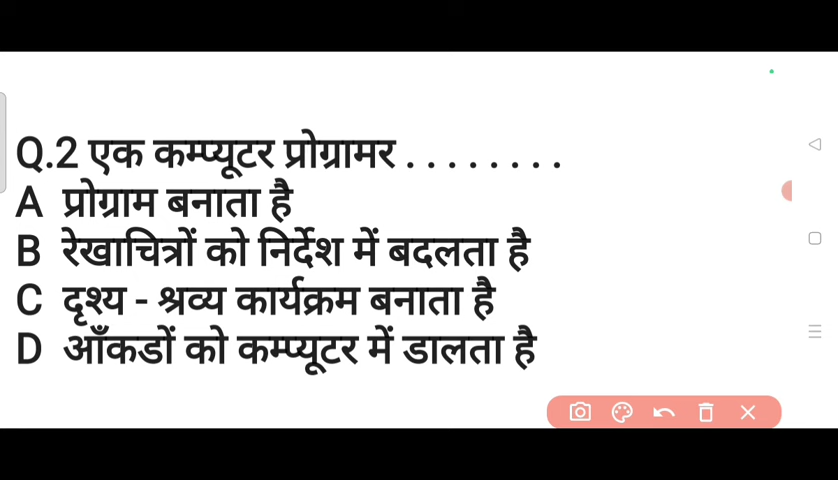 Q.2 एक कम्प्यूटर प्रोग्रामर . . . . . . . .
A प्रोग्राम बनाता है
B रेखाचित्रों को निर्देश में बदलता है
C दृश्य - श्रव्य कार्यक्रम बनाता है
D आँकडों को कम्प्यूटर में डालता है